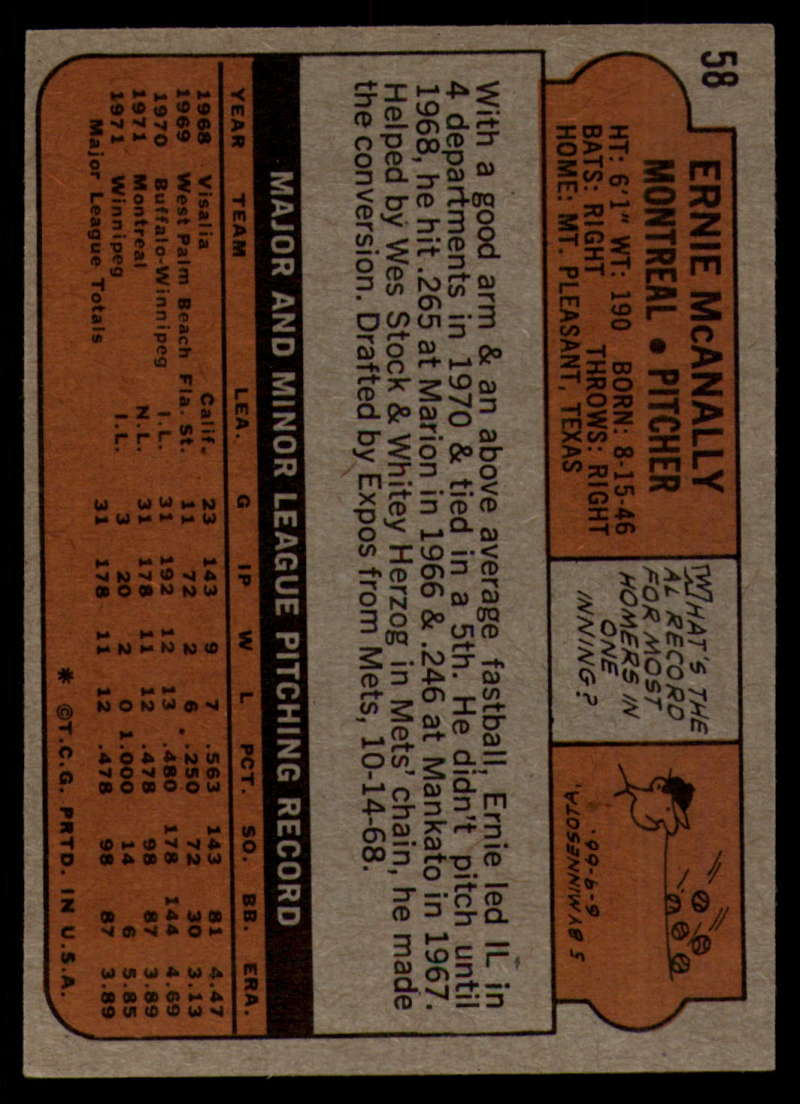 58
ERNIE McANALLY
MONTREAL • PITCHER
HT: 6'1" WT: 190 BORN: 8-15-46
BATS: RIGHT THROWS: RIGHT
HOME: MT. PLEASANT, TEXAS
WHAT'S THE
AL RECORD
FOR MOST
HOMERS IN
ONE
INNING?
5 BY MINNESOTA,
6-9-66.
With a good arm & an above average fastball, Ernie led IL in
4 departments in 1970 & tied in a 5th. He didn't pitch until
1968, he hit .265 at Marion in 1966 & .246 at Mankato in 1967.
Helped by Wes Stock & Whitey Herzog in Mets' chain, he made
the conversion. Drafted by Expos from Mets, 10-14-68.
MAJOR AND MINOR LEAGUE PITCHING RECORD
YEAR TEAM LEA. G IP W L PCT. SO. BB. ERA.
1968 Visalia Calif. 23 143 9 7 .563 143 81 4.47
1969 West Palm Beach Fla. St. 11 72 2 6 .250 72 30 3.13
1970 Buffalo-Winnipeg I.L. 31 192 12 13 .480 178 144 4.69
1971 Montreal N.L. 31 178 11 12 .478 98 87 3.89
1971 Winnipeg I.L. 3 20 2 0 1.000 14 6 5.85
Major League Totals 31 178 11 12 .478 98 87 3.89
* ©T.C.G. PRTD. IN U.S.A.